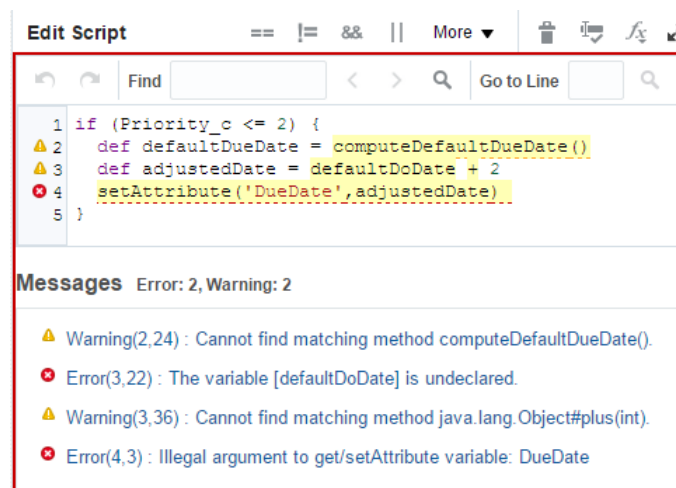 Edit Script == != && || More ▼ fx
Find Go to Line
1 if (Priority_c <= 2) {
2 def defaultDueDate = computeDefaultDueDate()
3 def adjustedDate = defaultDoDate + 2
4 setAttribute('DueDate',adjustedDate)
5 }
Messages Error: 2, Warning: 2
Warning(2,24) : Cannot find matching method computeDefaultDueDate().
Error(3,22) : The variable [defaultDoDate] is undeclared.
Warning(3,36) : Cannot find matching method java.lang.Object#plus(int).
Error(4,3) : Illegal argument to get/setAttribute variable: DueDate